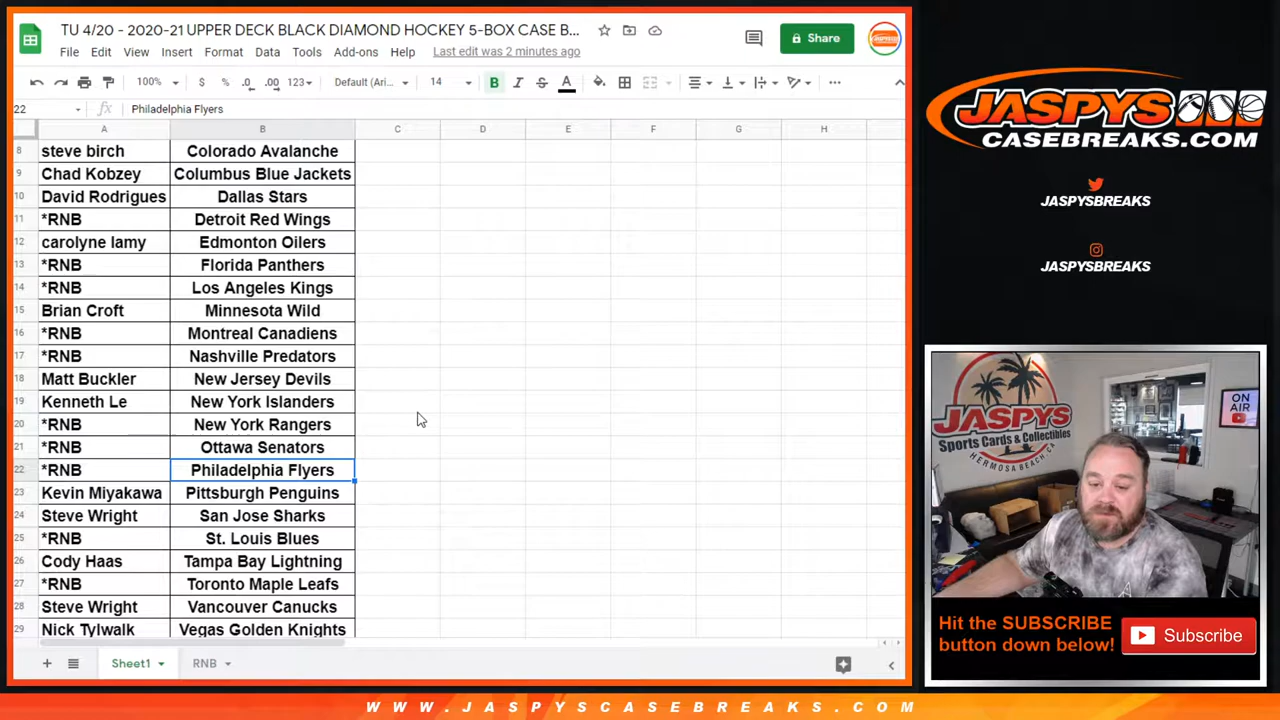 TU 4/20 - 2020-21 UPPER DECK BLACK DIAMOND HOCKEY 5-BOX CASE B...
File Edit View Insert Format Data Tools Add-ons Help Last edit was 2 minutes ago
Share
100% $ % .0 .00 123 Default (Ari... 14 B I S A
22 fx Philadelphia Flyers
A B C D E F G H
8 steve birch Colorado Avalanche
9 Chad Kobzey Columbus Blue Jackets
10 David Rodrigues Dallas Stars
11 *RNB Detroit Red Wings
12 carolyne lamy Edmonton Oilers
13 *RNB Florida Panthers
14 *RNB Los Angeles Kings
15 Brian Croft Minnesota Wild
16 *RNB Montreal Canadiens
17 *RNB Nashville Predators
18 Matt Buckler New Jersey Devils
19 Kenneth Le New York Islanders
20 *RNB New York Rangers
21 *RNB Ottawa Senators
22 *RNB Philadelphia Flyers
23 Kevin Miyakawa Pittsburgh Penguins
24 Steve Wright San Jose Sharks
25 *RNB St. Louis Blues
26 Cody Haas Tampa Bay Lightning
27 *RNB Toronto Maple Leafs
28 Steve Wright Vancouver Canucks
29 Nick Tylwalk Vegas Golden Knights
Sheet1 RNB
JASPYS
CASEBREAKS.COM
JASPYSBREAKS
JASPYSBREAKS
JASPYS
Sports Cards & Collectibles
HERMOSA BEACH, CA
ON
AIR
Hit the SUBSCRIBE
button down below!
Subscribe
WWW.JASPYSCASEBREAKS.COM